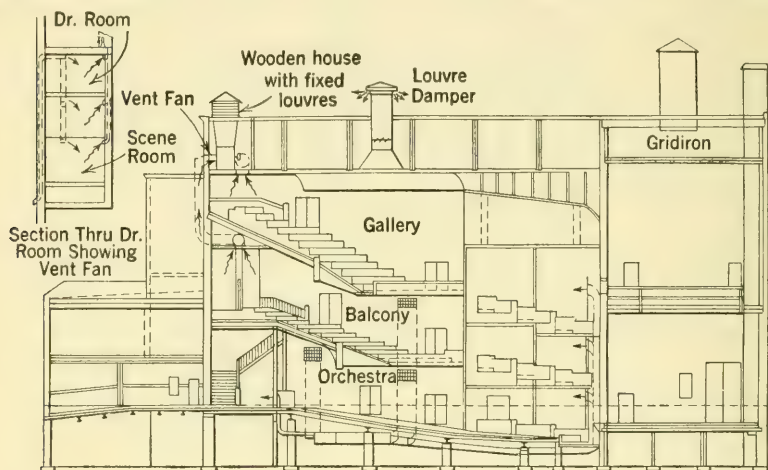 Dr. Room
Wooden house
with fixed
louvres
Louvre
Damper
Vent Fan
Scene
Room
Gridiron
Section Thru Dr.
Room Showing
Vent Fan
Gallery
Balcony
Orchestra